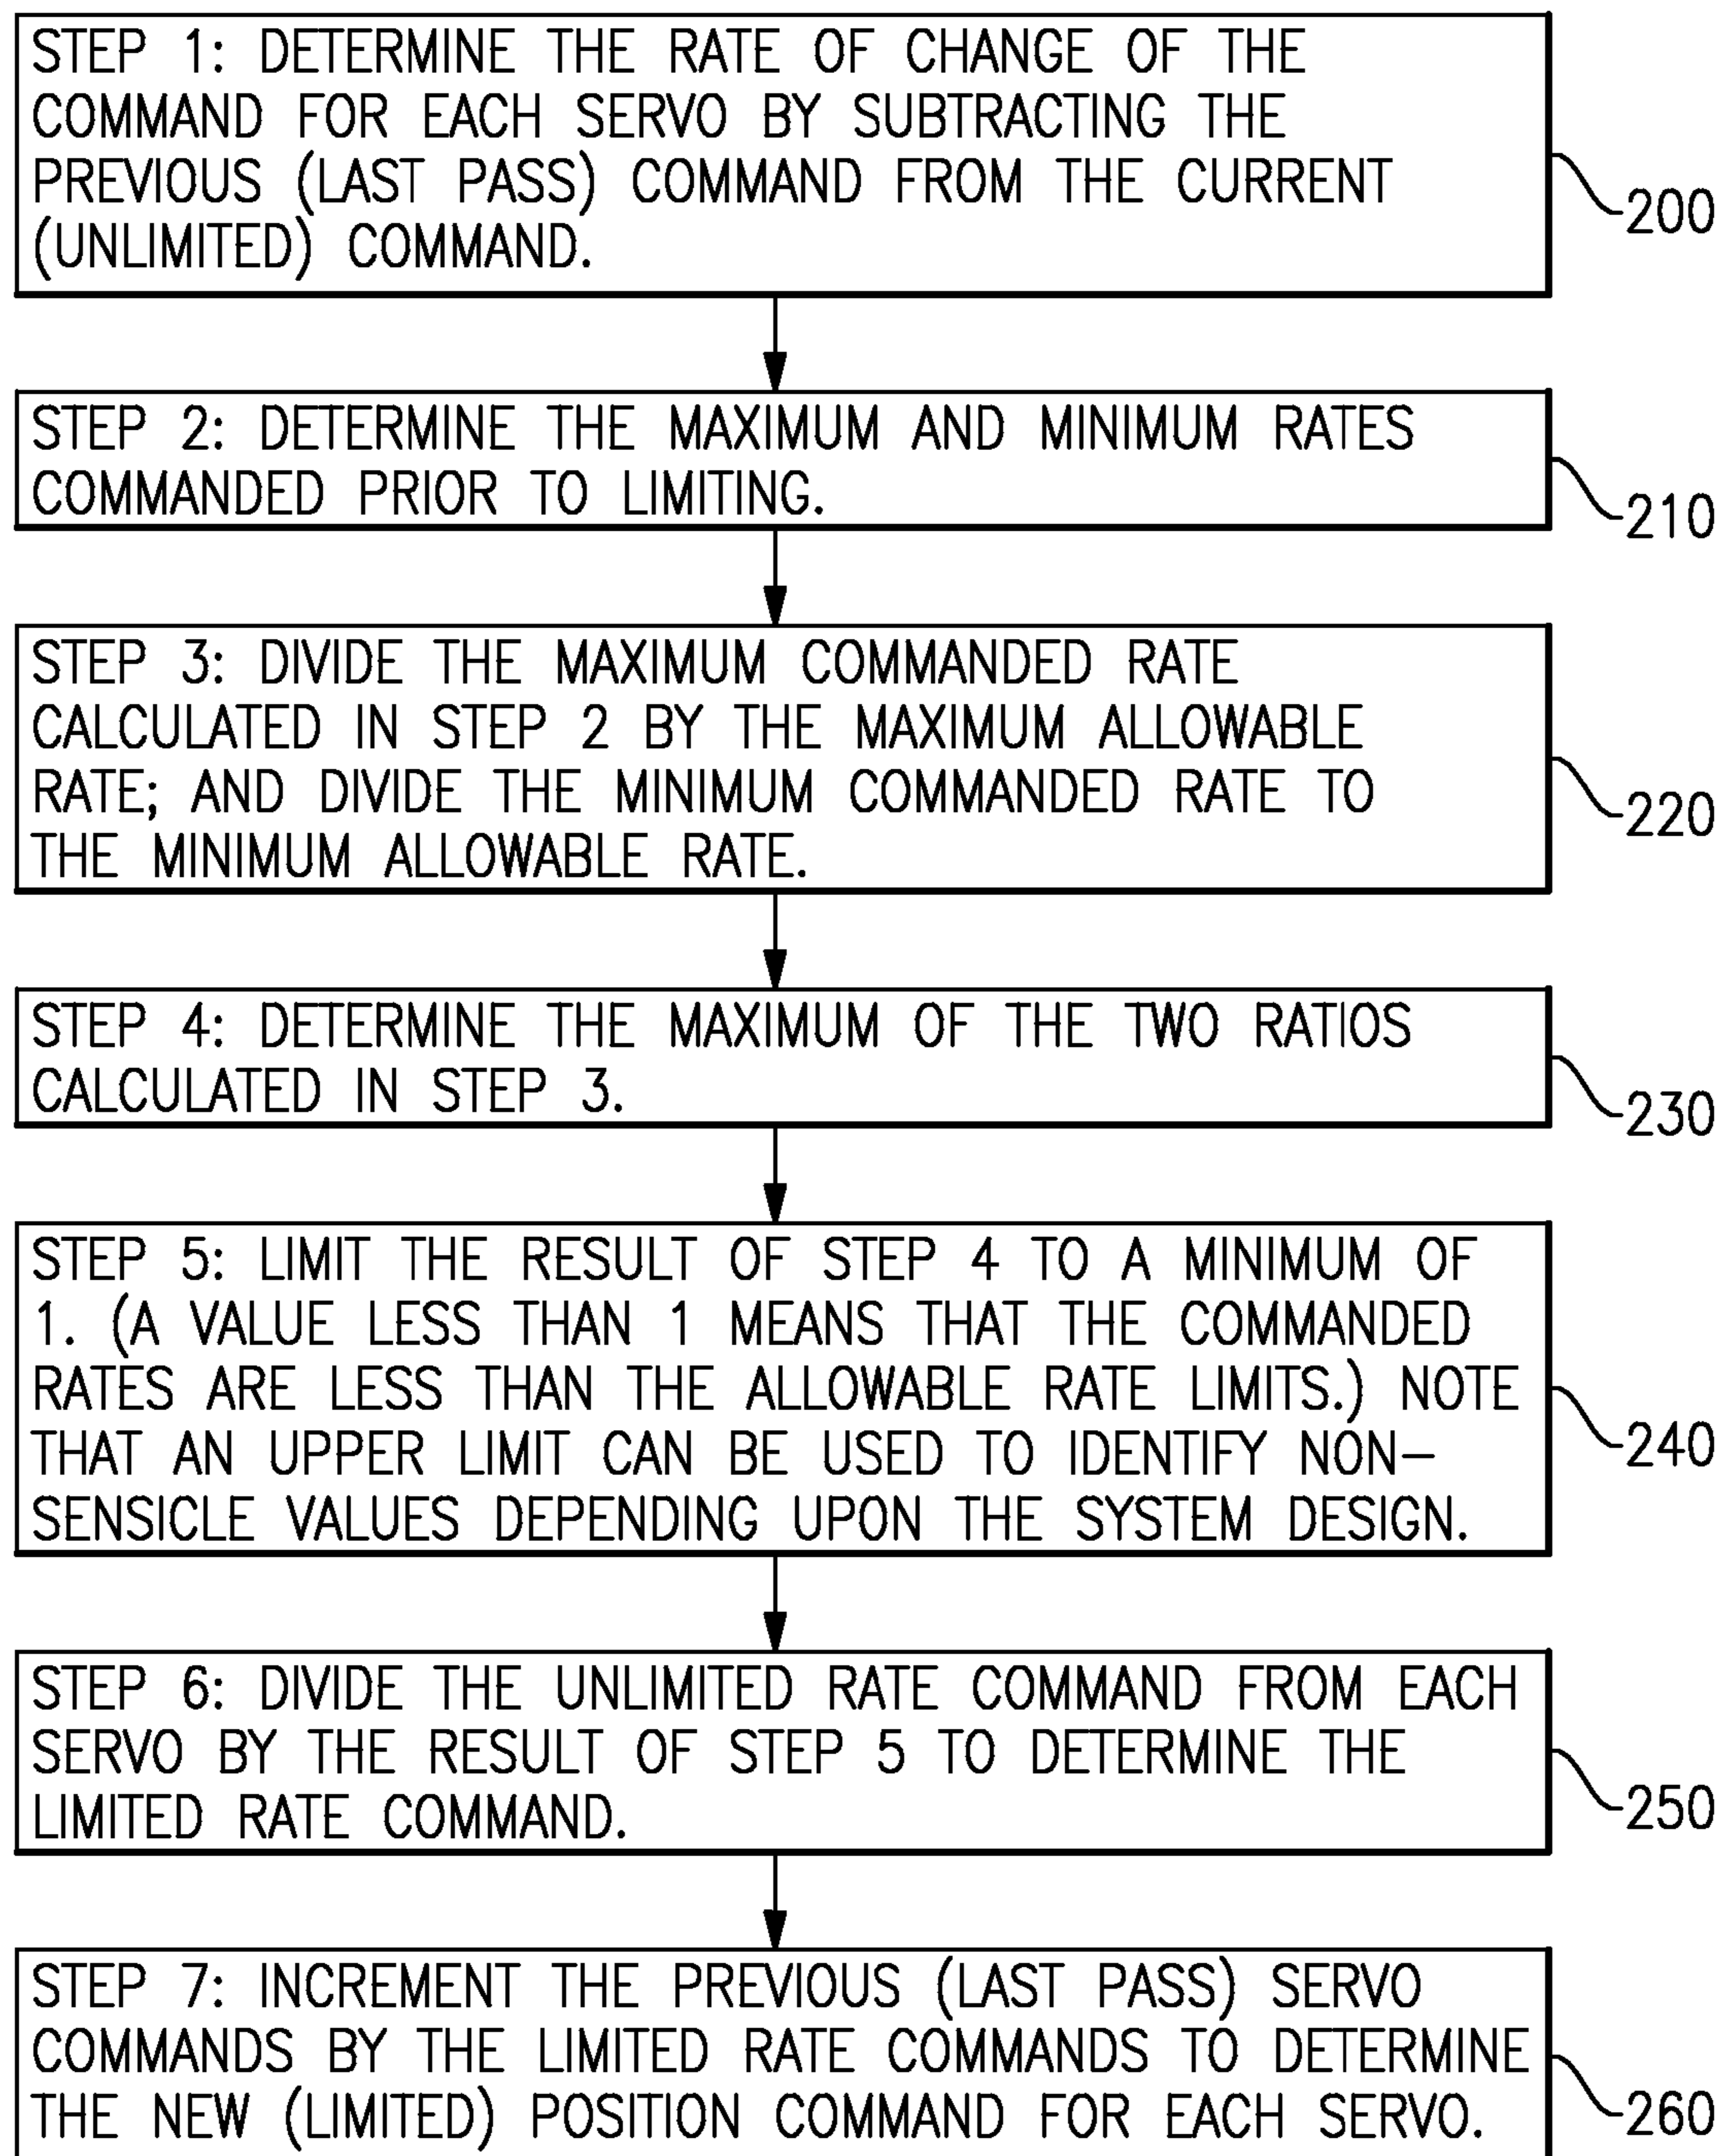 STEP 1: DETERMINE THE RATE OF CHANGE OF THE
COMMAND FOR EACH SERVO BY SUBTRACTING THE
PREVIOUS (LAST PASS) COMMAND FROM THE CURRENT
(UNLIMITED) COMMAND.
200
STEP 2: DETERMINE THE MAXIMUM AND MINIMUM RATES
COMMANDED PRIOR TO LIMITING.
210
STEP 3: DIVIDE THE MAXIMUM COMMANDED RATE
CALCULATED IN STEP 2 BY THE MAXIMUM ALLOWABLE
RATE; AND DIVIDE THE MINIMUM COMMANDED RATE TO
THE MINIMUM ALLOWABLE RATE.
220
STEP 4: DETERMINE THE MAXIMUM OF THE TWO RATIOS
CALCULATED IN STEP 3.
230
STEP 5: LIMIT THE RESULT OF STEP 4 TO A MINIMUM OF
1. (A VALUE LESS THAN 1 MEANS THAT THE COMMANDED
RATES ARE LESS THAN THE ALLOWABLE RATE LIMITS.) NOTE
THAT AN UPPER LIMIT CAN BE USED TO IDENTIFY NON-
SENSICLE VALUES DEPENDING UPON THE SYSTEM DESIGN.
240
STEP 6: DIVIDE THE UNLIMITED RATE COMMAND FROM EACH
SERVO BY THE RESULT OF STEP 5 TO DETERMINE THE
LIMITED RATE COMMAND.
250
STEP 7: INCREMENT THE PREVIOUS (LAST PASS) SERVO
COMMANDS BY THE LIMITED RATE COMMANDS TO DETERMINE
THE NEW (LIMITED) POSITION COMMAND FOR EACH SERVO.
260